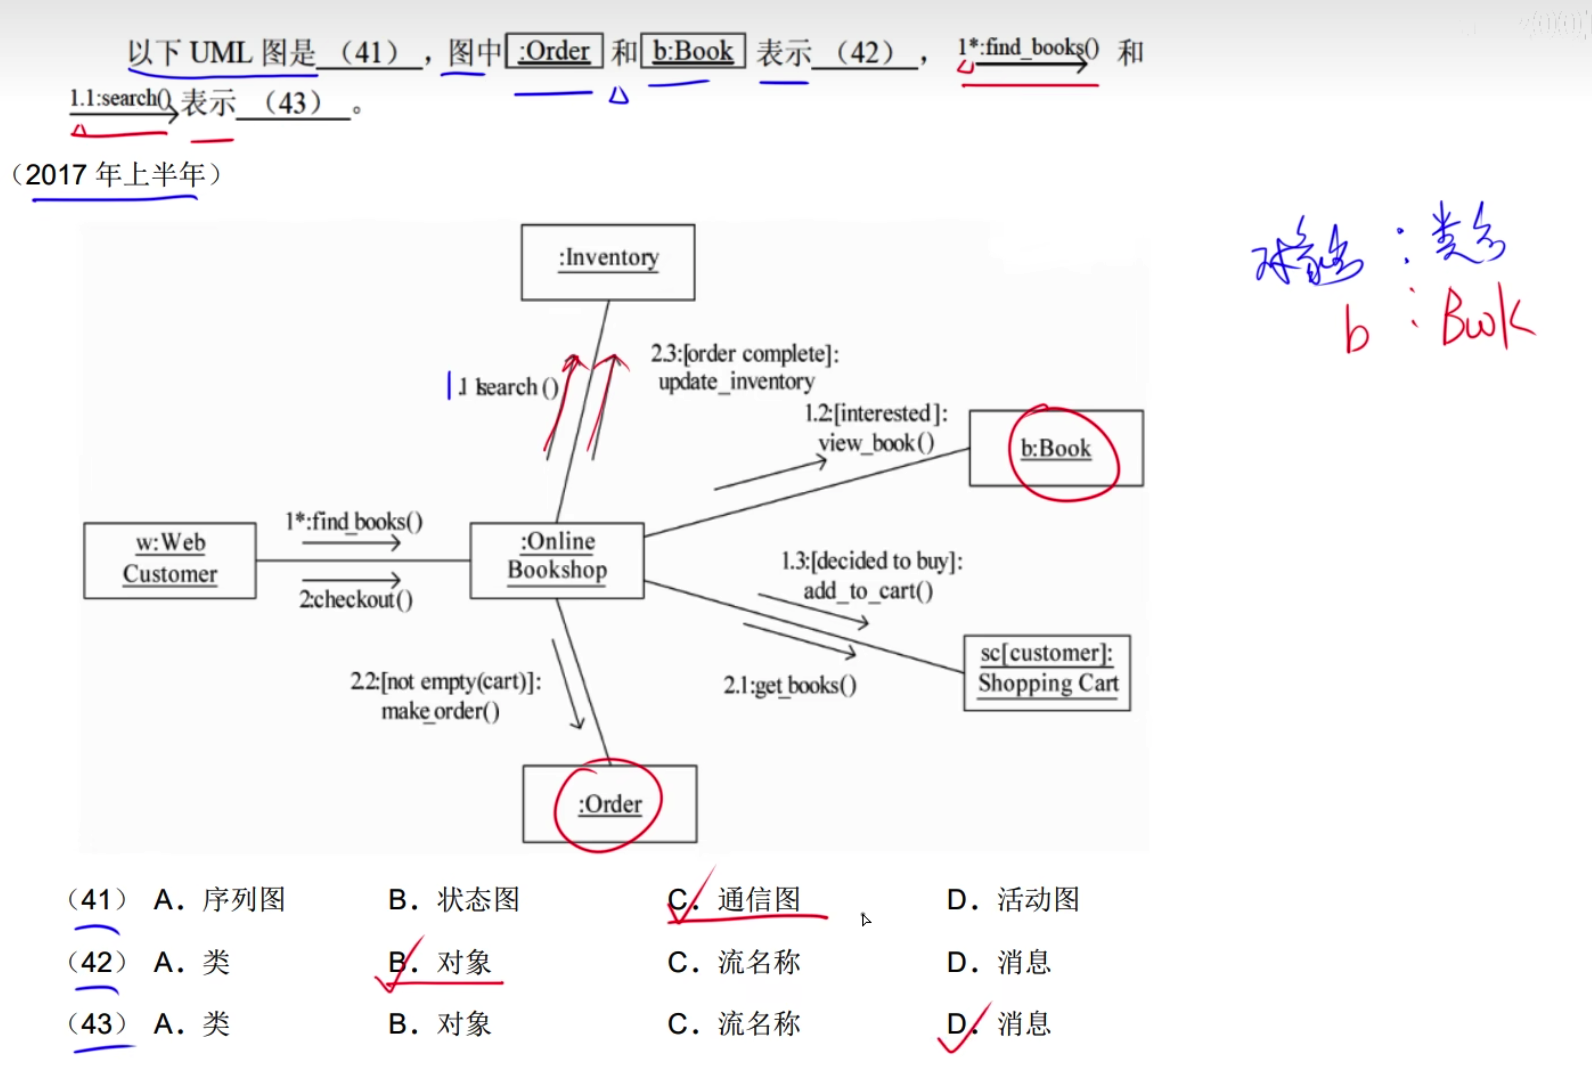 以下 UML 图是（41），图中 :Order 和 b:Book 表示（42），1*:find_books() 和
1.1:search() 表示（43）。
（2017 年上半年）
:Inventory
2.3:[order complete]:
update_inventory
1.1 search ()
1.2:[interested]:
view_book()
b:Book
对象名 : 类名
b : Book
1*:find_books()
w:Web
Customer
:Online
Bookshop
2:checkout()
1.3:[decided to buy]:
add_to_cart()
sc[customer]:
Shopping Cart
2.2:[not empty(cart)]:
make_order()
2.1:get_books()
:Order
（41） A. 序列图 B. 状态图 C. 通信图 D. 活动图
（42） A. 类 B. 对象 C. 流名称 D. 消息
（43） A. 类 B. 对象 C. 流名称 D. 消息